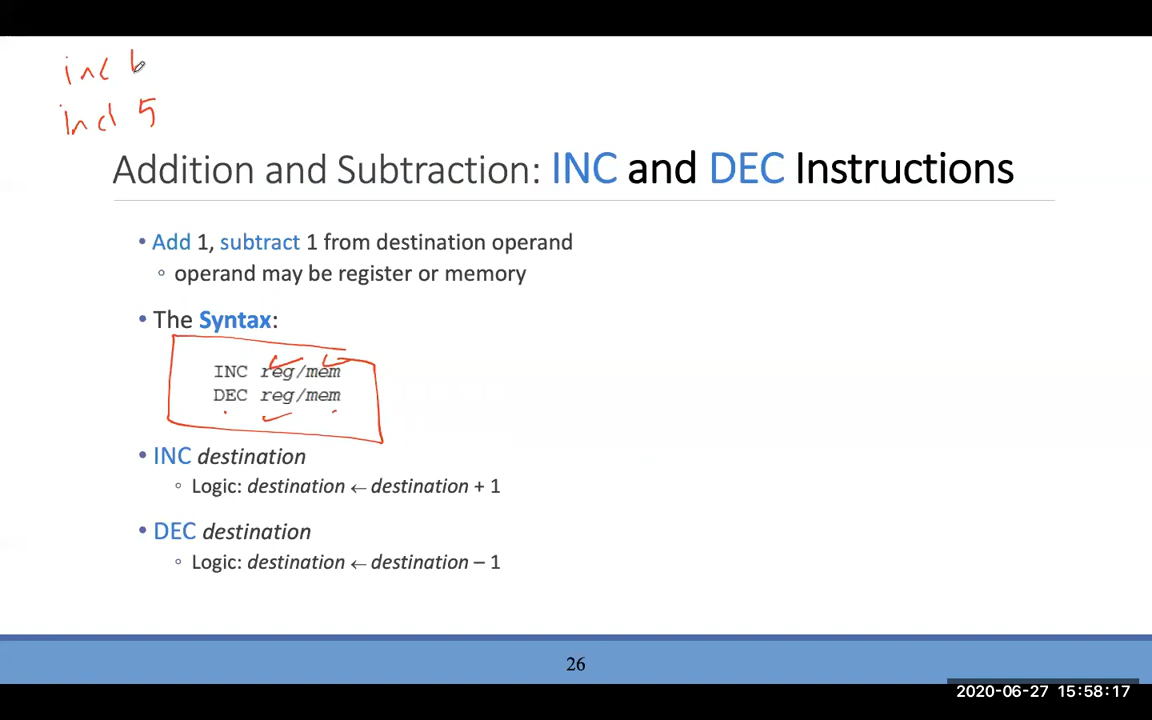 inc 6
incl 5
Addition and Subtraction: INC and DEC Instructions
• Add 1, subtract 1 from destination operand
◦ operand may be register or memory
• The Syntax:
INC reg/mem
DEC reg/mem
• INC destination
◦ Logic: destination ← destination + 1
• DEC destination
◦ Logic: destination ← destination – 1
26
2020-06-27 15:58:17